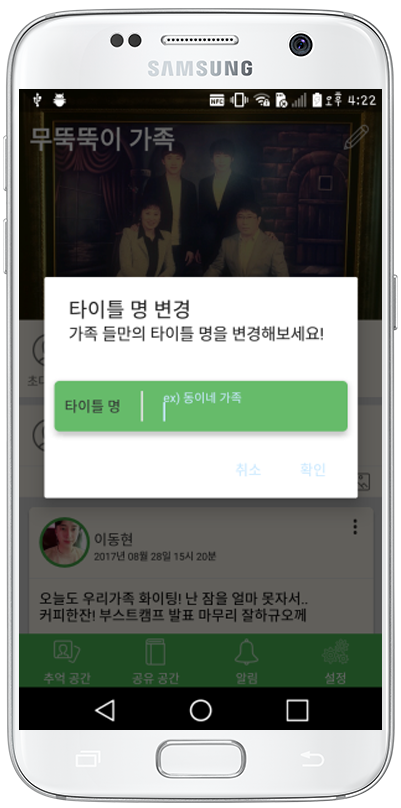 SAMSUNG
NFC
오후 4:22
무뚝뚝이 가족
타이틀 명 변경
가족 들만의 타이틀 명을 변경해보세요!
초대
타이틀 명
ex) 동이네 가족
취소 확인
이동현
2017년 08월 28일 15시 20분
오늘도 우리가족 화이팅! 난 잠을 얼마 못자서..
커피한잔! 부스트캠프 발표 마무리 잘하규오께
추억 공간 공유 공간 알림 설정